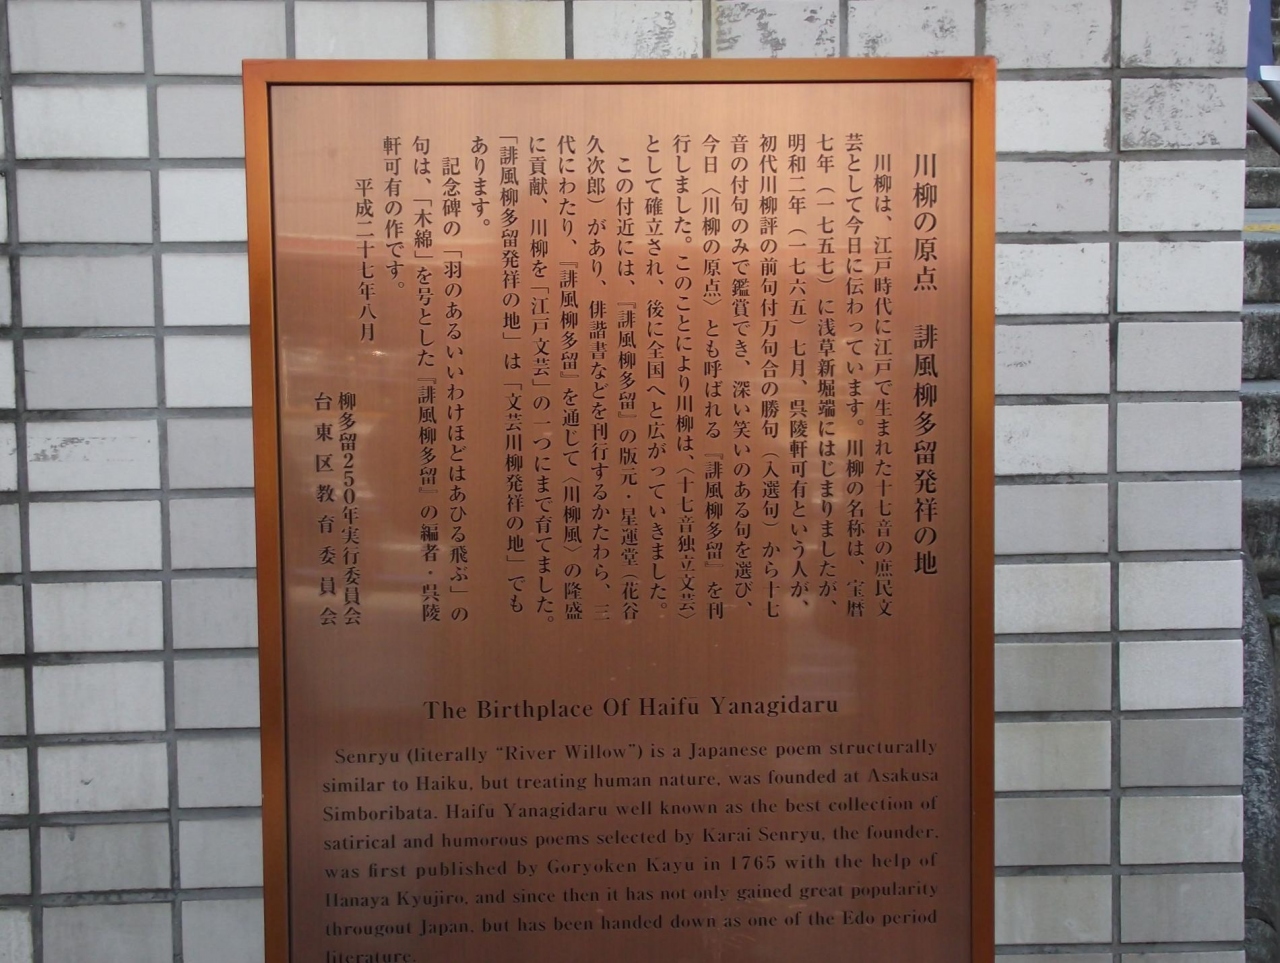 川柳の原点　誹風柳多留発祥の地
川柳は、江戸時代に江戸で生まれた十七音の庶民文
芸として今日に伝わっています。川柳の名称は、宝暦
七年（一七五七）に浅草新堀端にはじまりましたが、
明和二年（一七六五）七月、呉陵軒可有という人が、
初代川柳評の前句付万句合の勝句（入選句）から十七
音の付句のみで鑑賞でき、深い笑いのある句を選び、
今日〈川柳の原点〉とも呼ばれる『誹風柳多留』を刊
行しました。このことにより川柳は、〈十七音独立文芸〉
として確立され、後に全国へと広がっていきました。
この付近には、『誹風柳多留』の版元・星運堂（花谷
久次郎）があり、俳諧書などを刊行するかたわら、三
代にわたり、『誹風柳多留』を通じて〈川柳風〉の隆盛
に貢献、川柳を「江戸文芸」の一つにまで育てました。
「誹風柳多留発祥の地」は「文芸川柳発祥の地」でも
あります。
記念碑の「羽のあるいいわけほどはあひる飛ぶ」の
句は、「木綿」を号とした『誹風柳多留』の編者・呉陵
軒可有の作です。
平成二十七年八月
柳多留250年実行委員会
台東区教育委員会
The Birthplace Of Haifū Yanagidaru
Senryu (literally “River Willow”) is a Japanese poem structurally
similar to Haiku, but treating human nature, was founded at Asakusa
Simboribata. Haifu Yanagidaru well known as the best collection of
satirical and humorous poems selected by Karai Senryu, the founder,
was first published by Goryoken Kayu in 1765 with the help of
Hanaya Kyujiro, and since then it has not only gained great popularity
througout Japan, but has been handed down as one of the Edo period
literature.